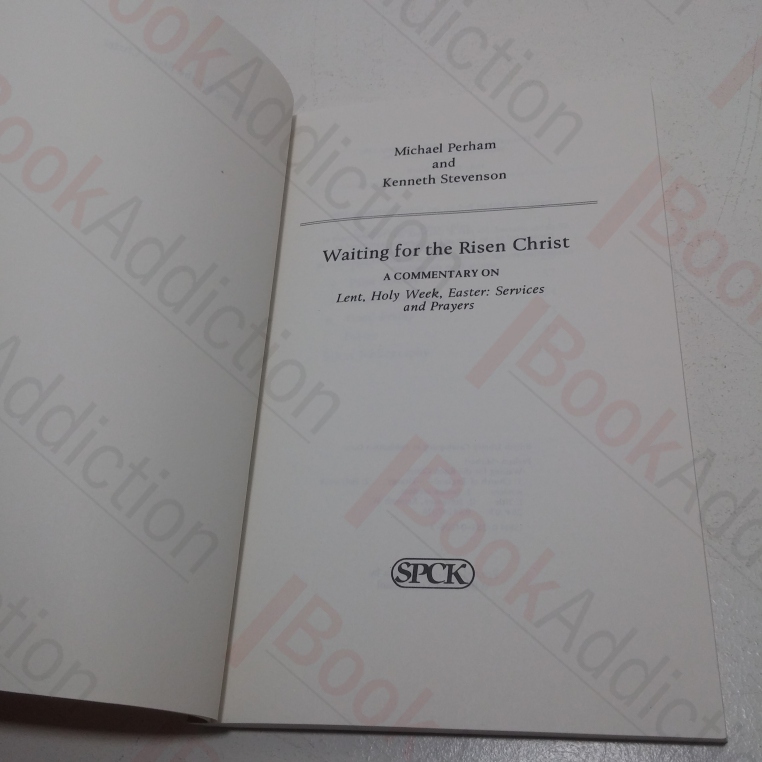 Michael Perham
and
Kenneth Stevenson
Waiting for the Risen Christ
A COMMENTARY ON
Lent, Holy Week, Easter: Services
and Prayers
SPCK
BookAddiction